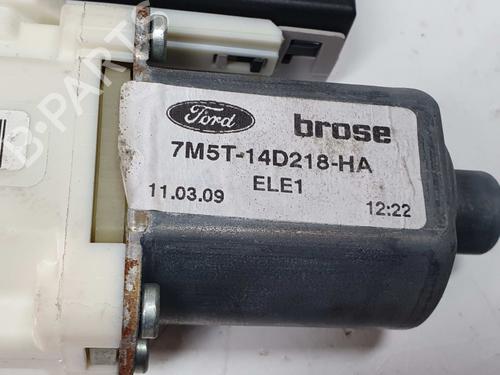 Ford brose
7M5T-14D218-HA
11.03.09 ELE1 12:22
B-PARTS